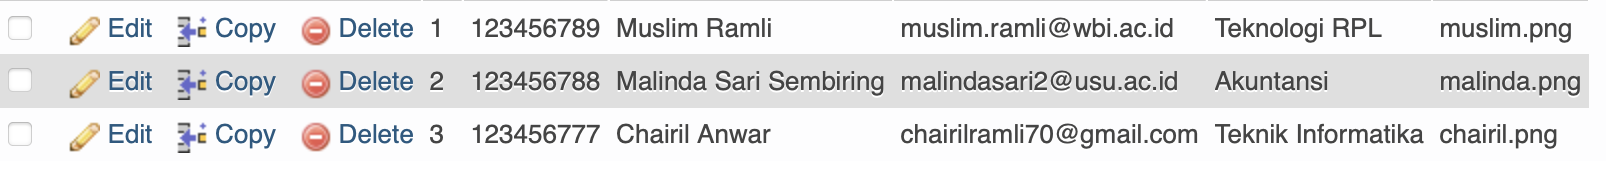 Edit Copy Delete 1 123456789 Muslim Ramli muslim.ramli@wbi.ac.id Teknologi RPL muslim.png
Edit Copy Delete 2 123456788 Malinda Sari Sembiring malindasari2@usu.ac.id Akuntansi malinda.png
Edit Copy Delete 3 123456777 Chairil Anwar chairilramli70@gmail.com Teknik Informatika chairil.png